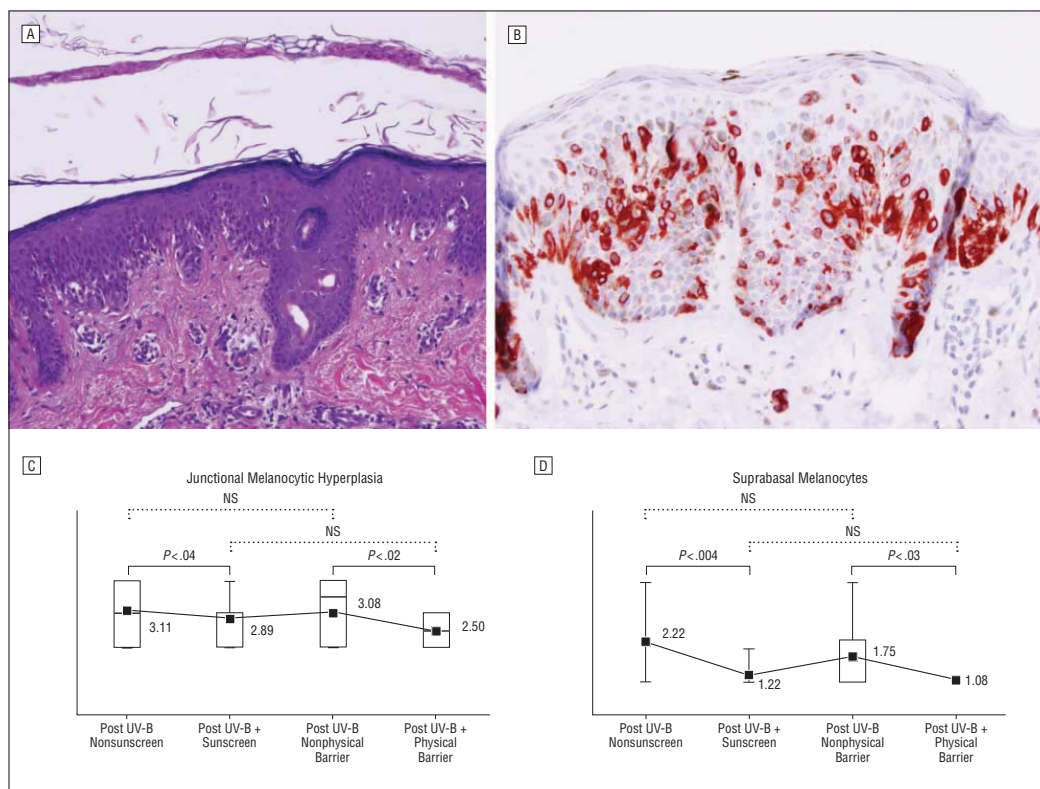 A
B
C
Junctional Melanocytic Hyperplasia
NS
NS
P<.04
P<.02
3.11
2.89
3.08
2.50
Post UV-B
Nonsunscreen
Post UV-B +
Sunscreen
Post UV-B
Nonphysical
Barrier
Post UV-B +
Physical
Barrier
D
Suprabasal Melanocytes
NS
NS
P<.004
P<.03
2.22
1.22
1.75
1.08
Post UV-B
Nonsunscreen
Post UV-B +
Sunscreen
Post UV-B
Nonphysical
Barrier
Post UV-B +
Physical
Barrier